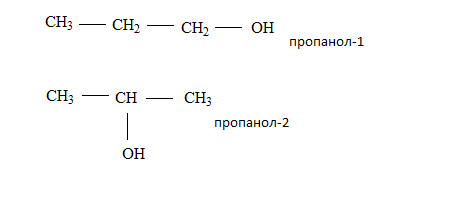 CH₃ — CH₂ — CH₂ — OH
пропанол-1
CH₃ — CH — CH₃
пропанол-2
OH